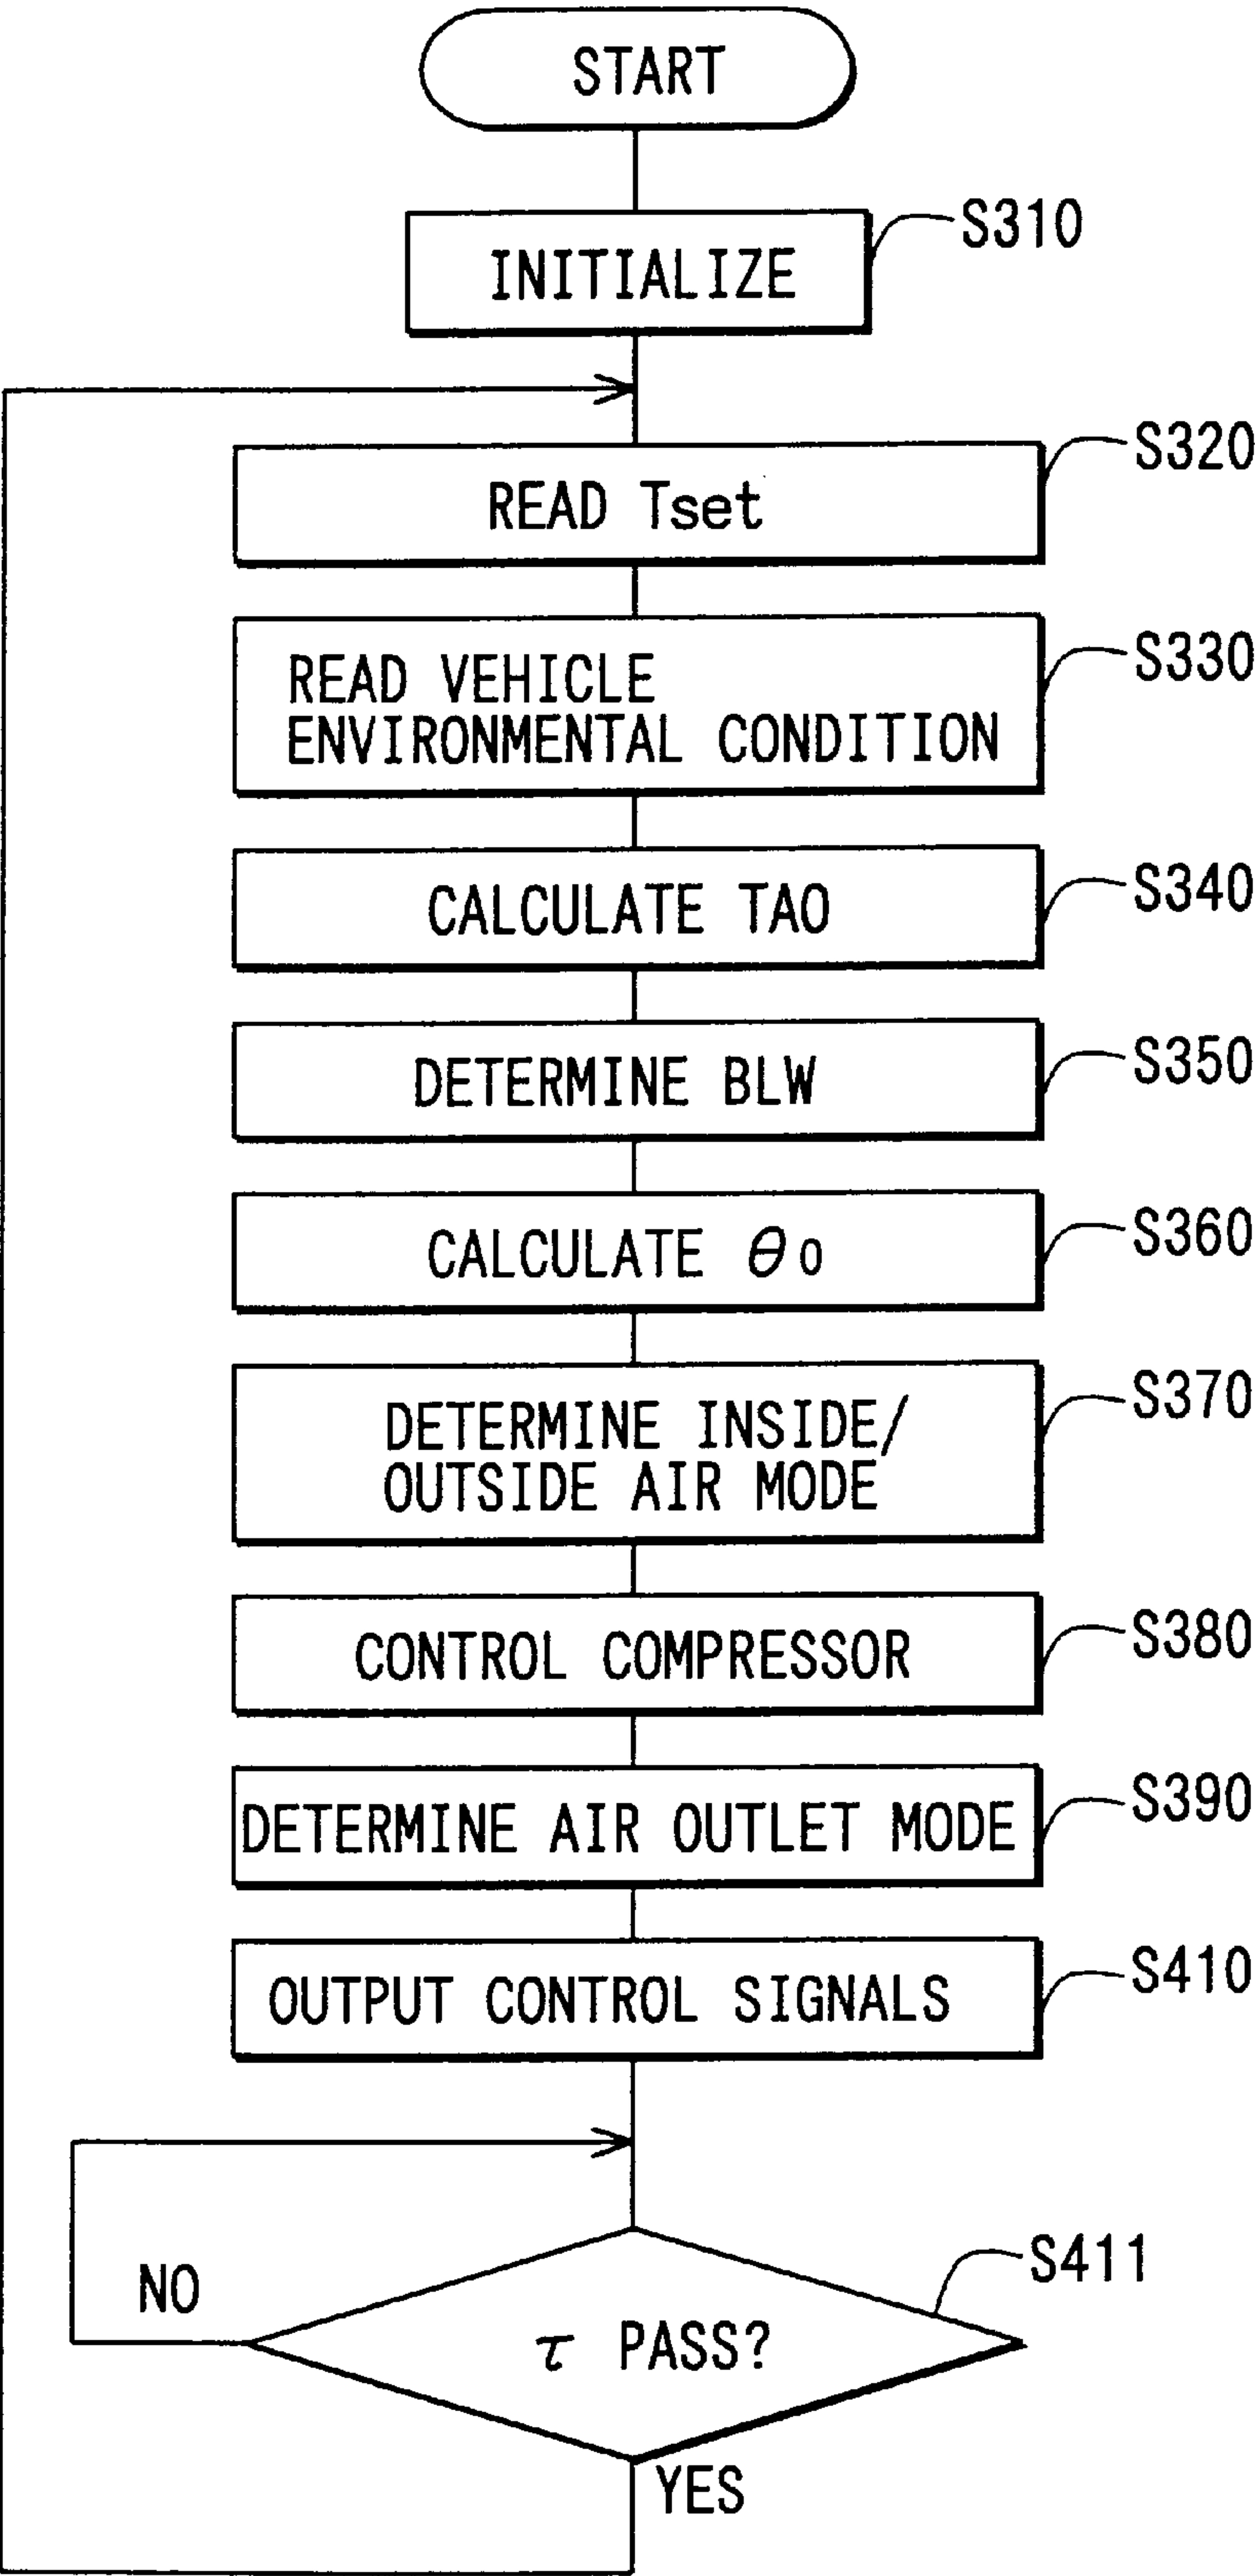 START
INITIALIZE
S310
READ Tset
S320
READ VEHICLE
ENVIRONMENTAL CONDITION
S330
CALCULATE TAO
S340
DETERMINE BLW
S350
CALCULATE θ0
S360
DETERMINE INSIDE/
OUTSIDE AIR MODE
S370
CONTROL COMPRESSOR
S380
DETERMINE AIR OUTLET MODE
S390
OUTPUT CONTROL SIGNALS
S410
NO
τ PASS?
S411
YES